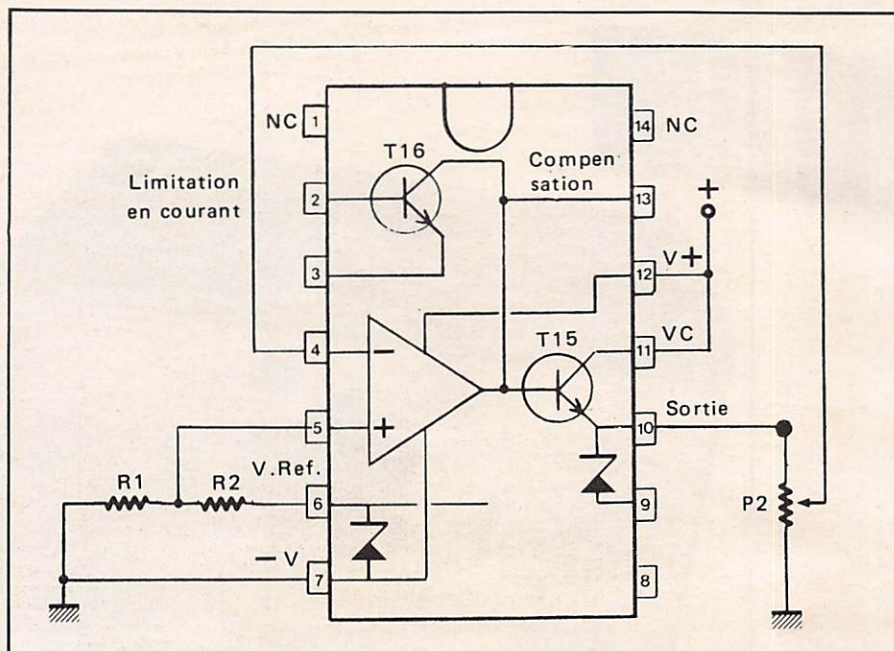 NC 1
14 NC
T16
Compen
sation
Limitation
en courant
2
13
+
3
V+
12
4
−
T15
VC
11
5
+
Sortie
10
V.Ref.
R1
R2
6
9
P2
− V
7
8